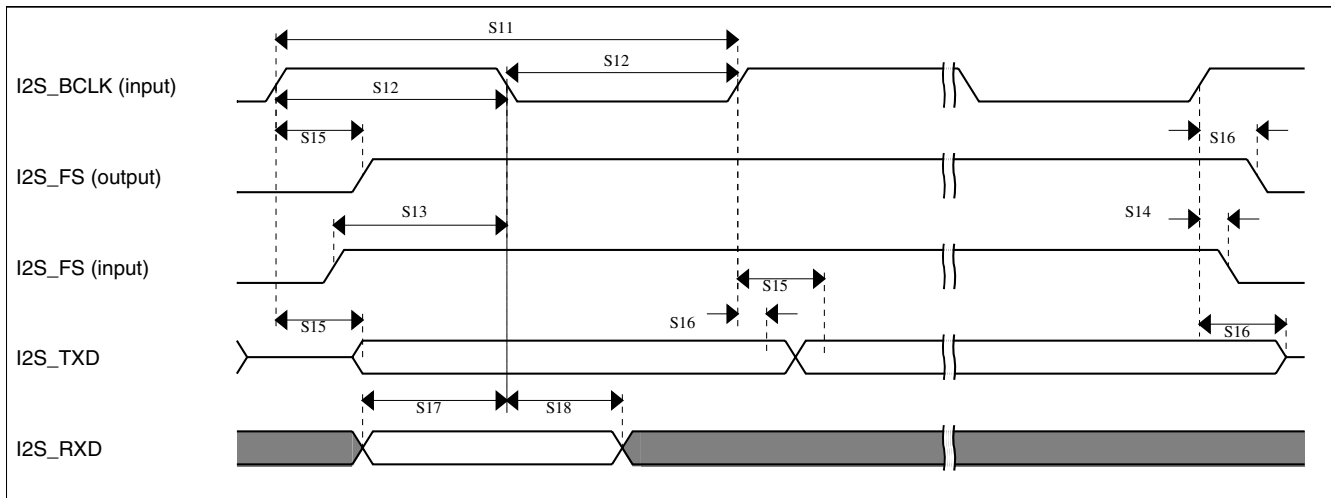 S11
I2S_BCLK (input)
S12
S12
S15
S16
I2S_FS (output)
S13
S14
I2S_FS (input)
S15
S15
S16
S16
I2S_TXD
S17
S18
I2S_RXD